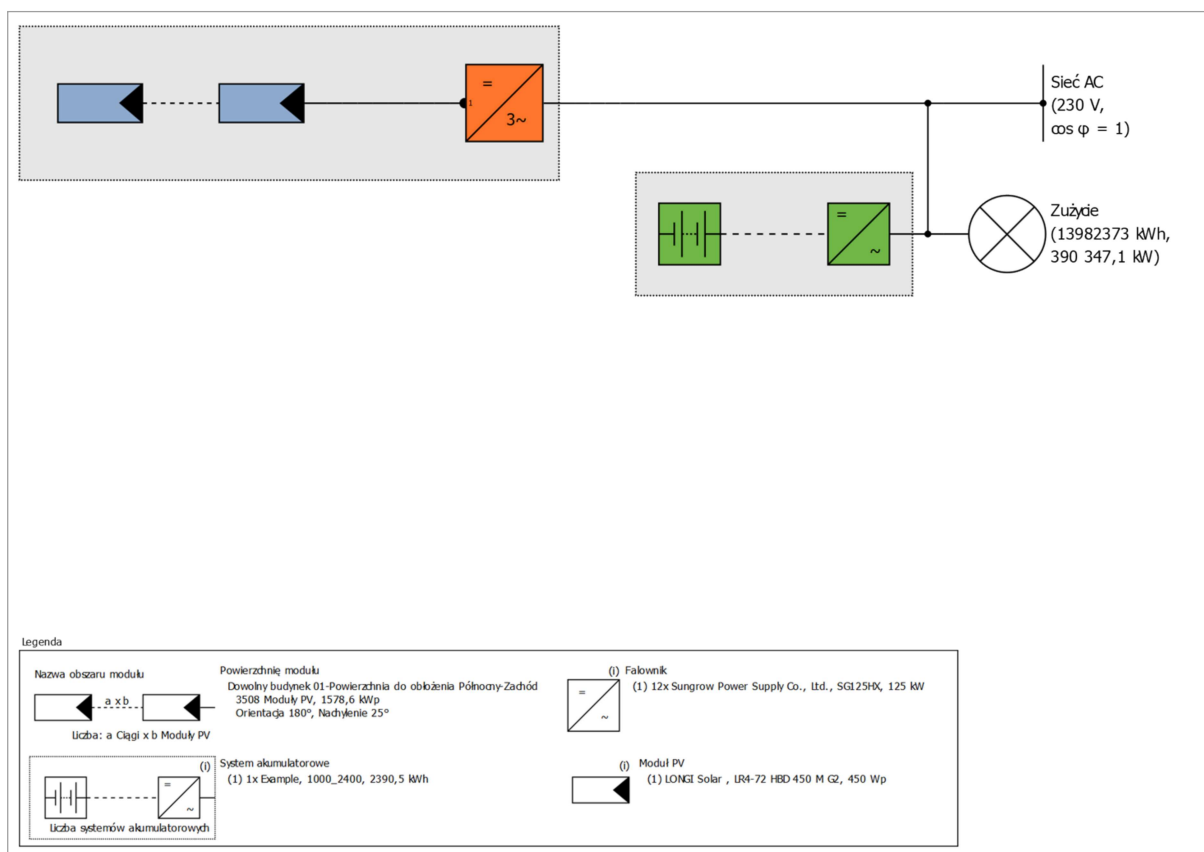 =
1
3~
Sieć AC
(230 V,
cos φ = 1)
=
~
Zużycie
(13982373 kWh,
390 347,1 kW)
Legenda
Nazwa obszaru modułu
a x b
Liczba: a Ciągi x b Moduły PV
Powierzchnię modułu
Dowolny budynek 01-Powierzchnia do obłożenia Północny-Zachód
3508 Moduły PV, 1578,6 kWp
Orientacja 180°, Nachylenie 25°
(i) Falownik
=
~
(1) 12x Sungrow Power Supply Co., Ltd., SG125HX, 125 kW
(i)
=
~
Liczba systemów akumulatorowych
System akumulatorowe
(1) 1x Example, 1000_2400, 2390,5 kWh
(i) Moduł PV
(1) LONGI Solar , LR4-72 HBD 450 M G2, 450 Wp